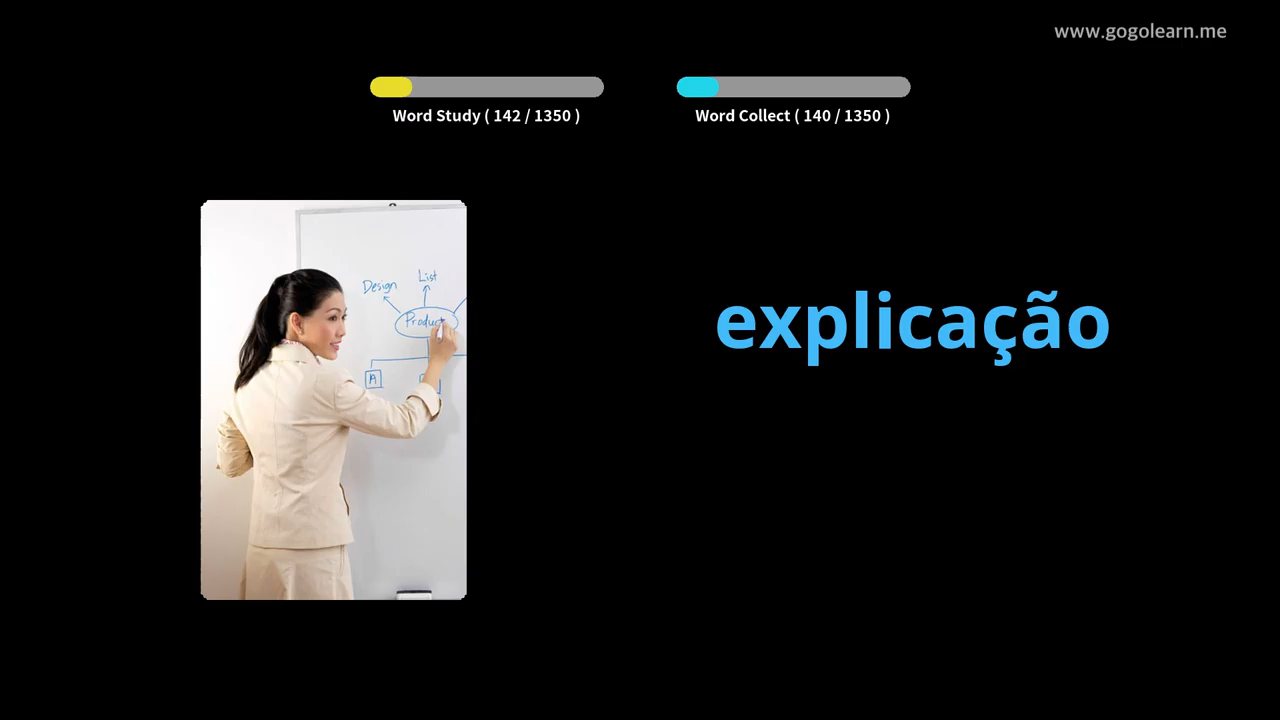 www.gogolearn.me
Word Study ( 142 / 1350 )
Word Collect ( 140 / 1350 )
Design
List
Product
A
explicação